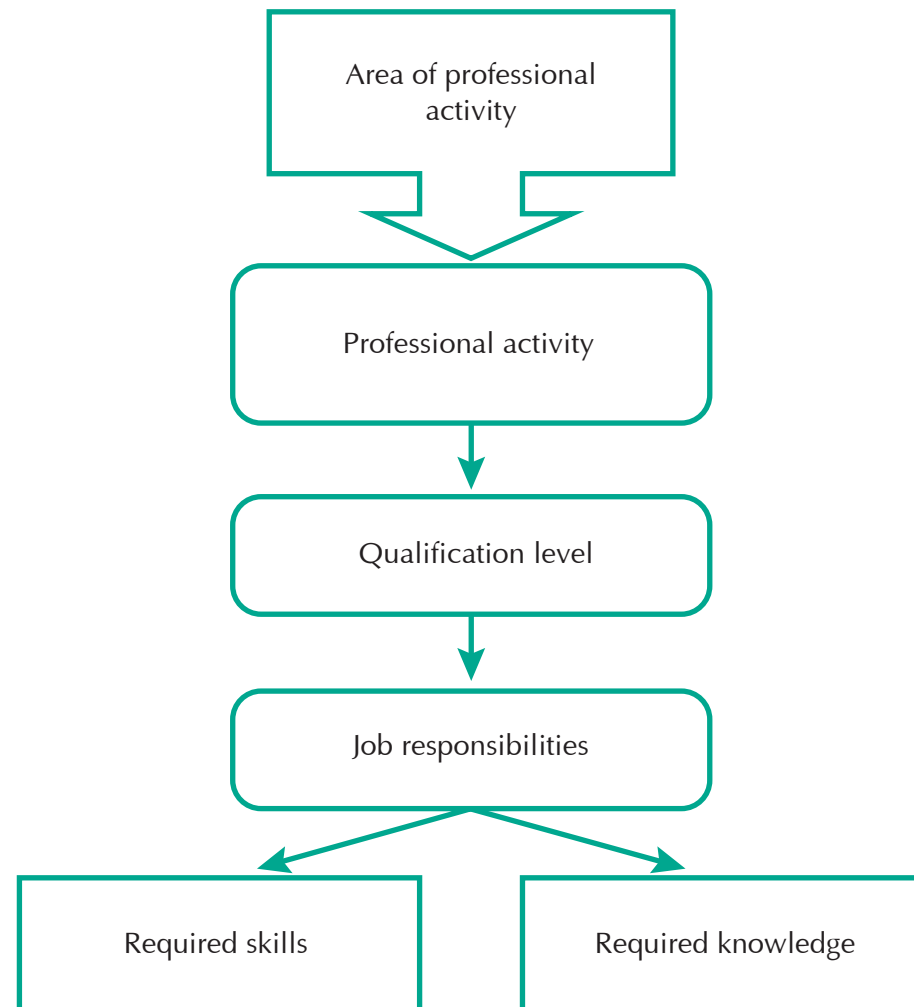 Area of professional
activity
Professional activity
Qualification level
Job responsibilities
Required skills
Required knowledge